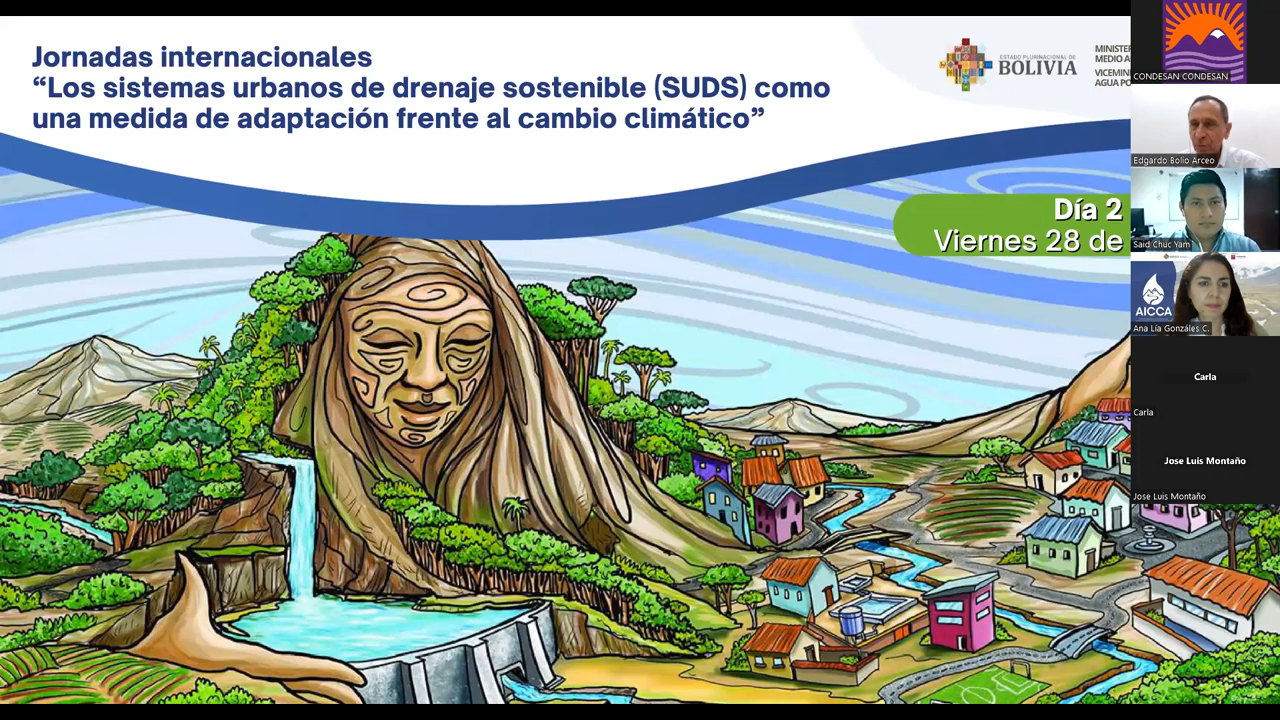 Jornadas internacionales
“Los sistemas urbanos de drenaje sostenible (SUDS) como
una medida de adaptación frente al cambio climático”
ESTADO PLURINACIONAL DE
BOLIVIA
Día 2
Viernes 28 de
CONDESAN CONDESAN
Edgardo Bolio Arceo
Said Chuc Yam
AICCA
Ana Lía Gonzáles C.
Carla
Carla
Jose Luis Montaño
Jose Luis Montaño